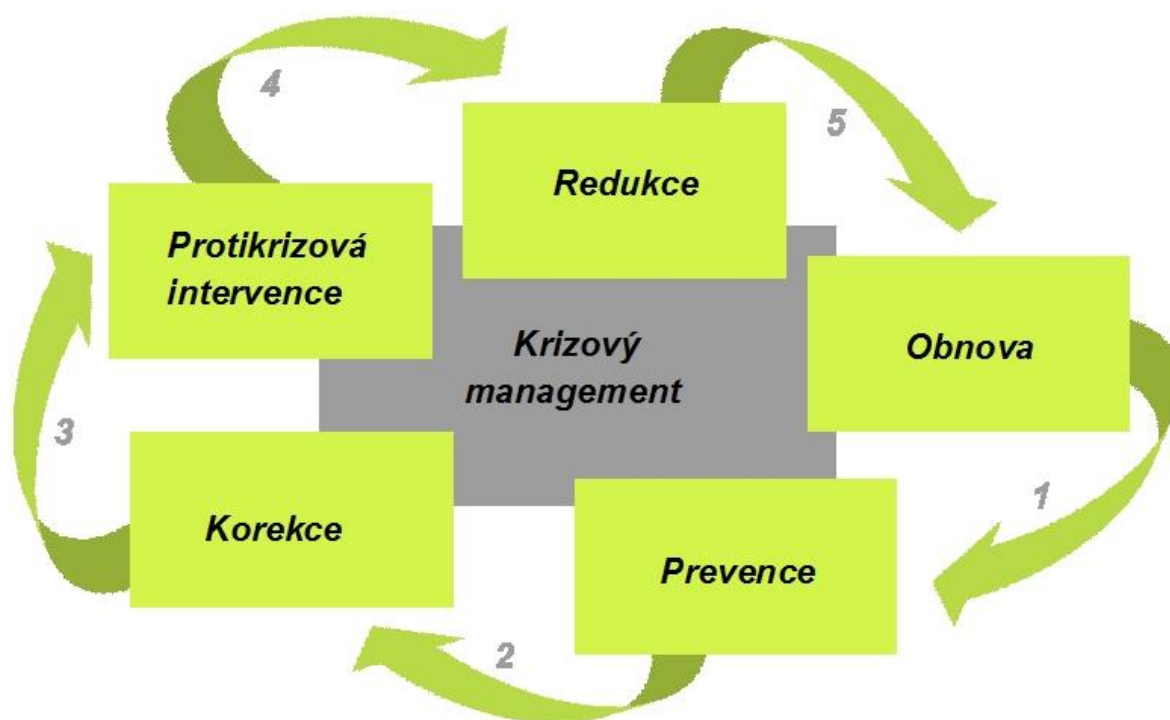 4
5
Redukce
Protikrizová
intervence
Krizový
management
Obnova
3
1
Korekce
Prevence
2